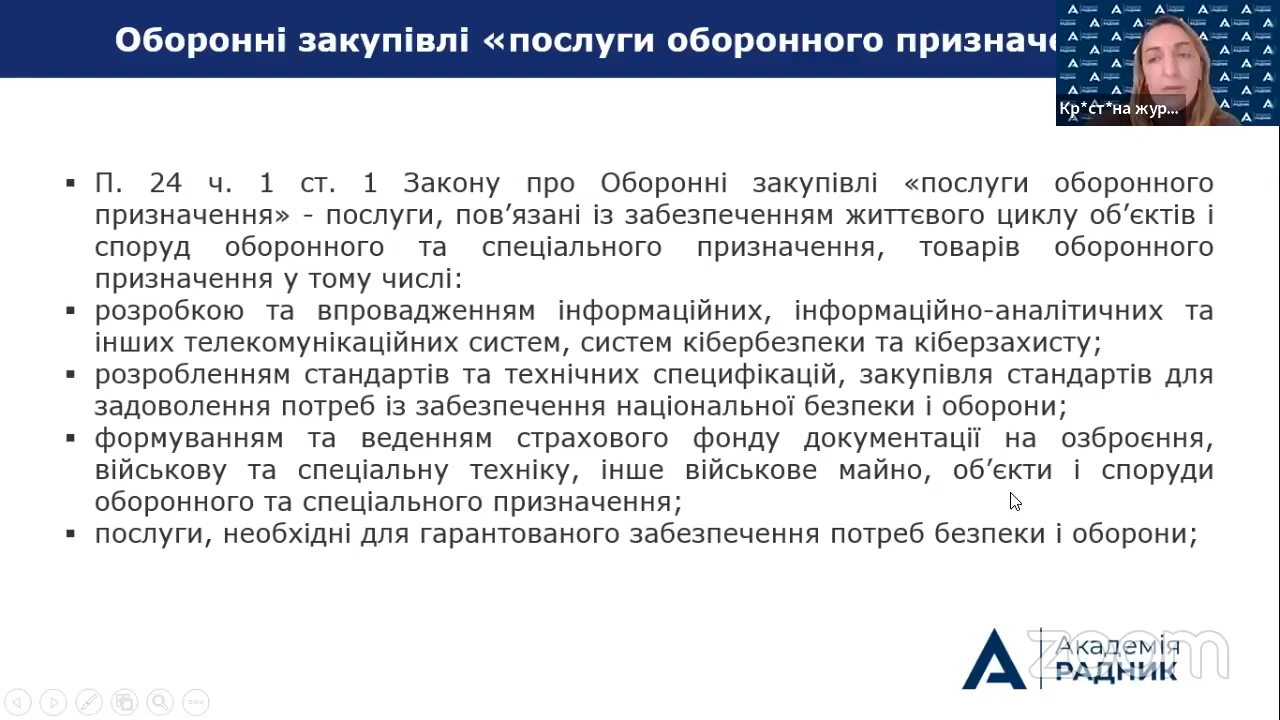 Оборонні закупівлі «послуги оборонного призначе
Кр*ст*на жур...
▪ П. 24 ч. 1 ст. 1 Закону про Оборонні закупівлі «послуги оборонного
призначення» - послуги, пов’язані із забезпеченням життєвого циклу об’єктів і
споруд оборонного та спеціального призначення, товарів оборонного
призначення у тому числі:
▪ розробкою та впровадженням інформаційних, інформаційно-аналітичних та
інших телекомунікаційних систем, систем кібербезпеки та кіберзахисту;
▪ розробленням стандартів та технічних специфікацій, закупівля стандартів для
задоволення потреб із забезпечення національної безпеки і оборони;
▪ формуванням та веденням страхового фонду документації на озброєння,
військову та спеціальну техніку, інше військове майно, об’єкти і споруди
оборонного та спеціального призначення;
▪ послуги, необхідні для гарантованого забезпечення потреб безпеки і оборони;
Академія
РАДНИК
zoom